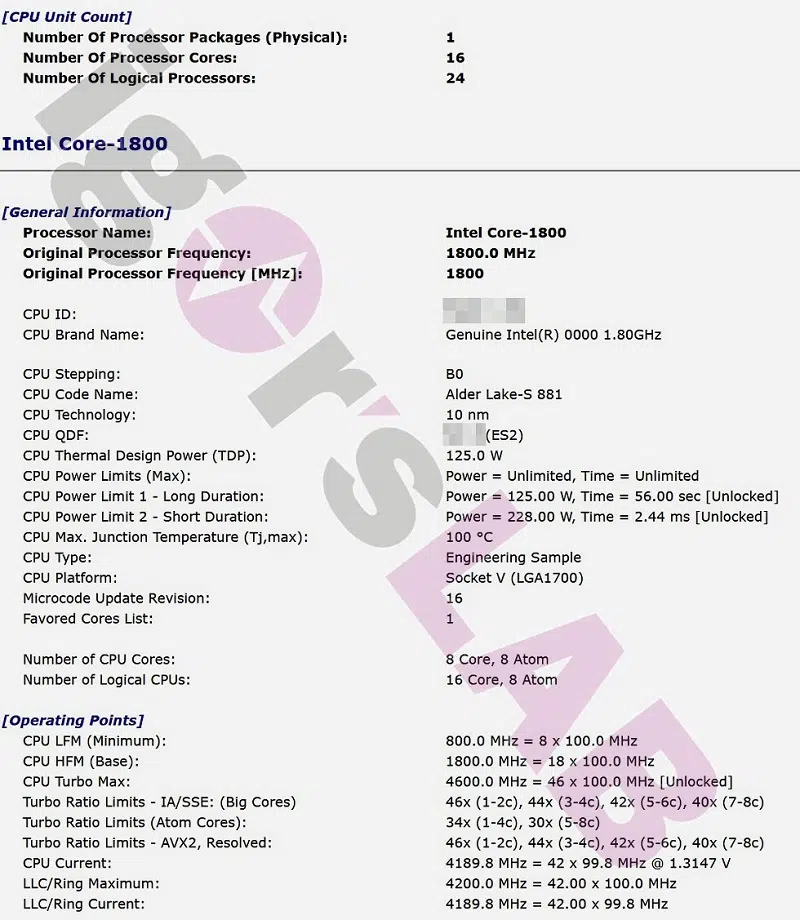 [CPU Unit Count]
Number Of Processor Packages (Physical): 1
Number Of Processor Cores: 16
Number Of Logical Processors: 24
Intel Core-1800
[General Information]
Processor Name: Intel Core-1800
Original Processor Frequency: 1800.0 MHz
Original Processor Frequency [MHz]: 1800
CPU ID:
CPU Brand Name: Genuine Intel(R) 0000 1.80GHz
CPU Stepping: B0
CPU Code Name: Alder Lake-S 881
CPU Technology: 10 nm
CPU QDF: (ES2)
CPU Thermal Design Power (TDP): 125.0 W
CPU Power Limits (Max): Power = Unlimited, Time = Unlimited
CPU Power Limit 1 - Long Duration: Power = 125.00 W, Time = 56.00 sec [Unlocked]
CPU Power Limit 2 - Short Duration: Power = 228.00 W, Time = 2.44 ms [Unlocked]
CPU Max. Junction Temperature (Tj,max): 100 °C
CPU Type: Engineering Sample
CPU Platform: Socket V (LGA1700)
Microcode Update Revision: 16
Favored Cores List: 1
Number of CPU Cores: 8 Core, 8 Atom
Number of Logical CPUs: 16 Core, 8 Atom
[Operating Points]
CPU LFM (Minimum): 800.0 MHz = 8 x 100.0 MHz
CPU HFM (Base): 1800.0 MHz = 18 x 100.0 MHz
CPU Turbo Max: 4600.0 MHz = 46 x 100.0 MHz [Unlocked]
Turbo Ratio Limits - IA/SSE: (Big Cores) 46x (1-2c), 44x (3-4c), 42x (5-6c), 40x (7-8c)
Turbo Ratio Limits (Atom Cores): 34x (1-4c), 30x (5-8c)
Turbo Ratio Limits - AVX2, Resolved: 46x (1-2c), 44x (3-4c), 42x (5-6c), 40x (7-8c)
CPU Current: 4189.8 MHz = 42 x 99.8 MHz @ 1.3147 V
LLC/Ring Maximum: 4200.0 MHz = 42.00 x 100.0 MHz
LLC/Ring Current: 4189.8 MHz = 42.00 x 99.8 MHz
igor'sLAB